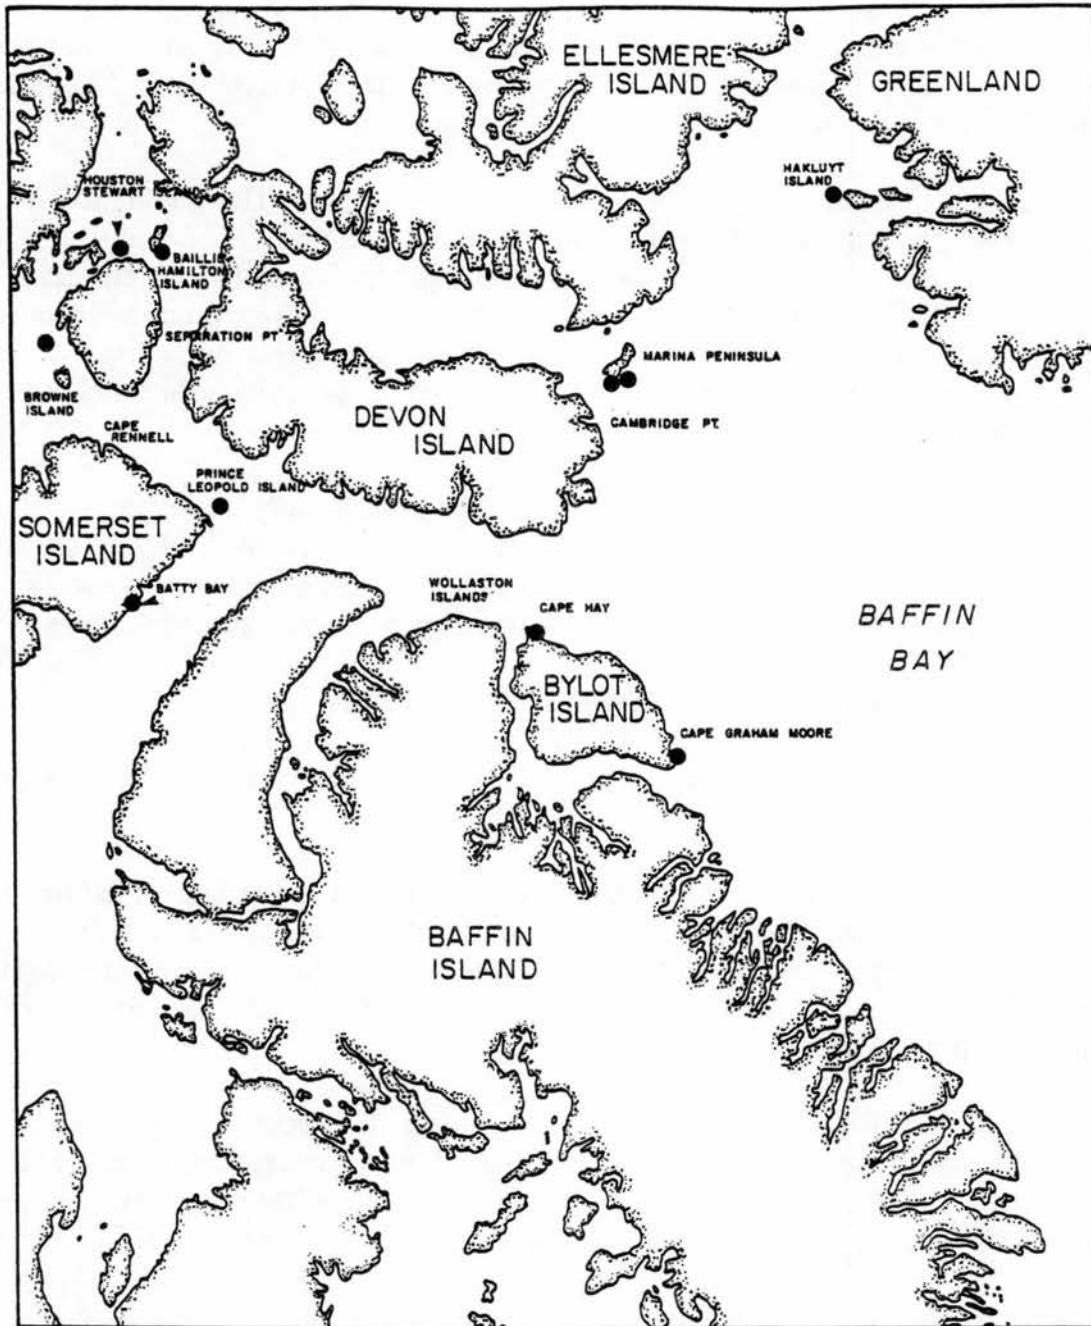 ELLESMERE
ISLAND
GREENLAND
HOUSTON
STEWART ISLAND
HAKLUYT
ISLAND
BAILLIE
HAMILTON
ISLAND
SEPARATION PT
MARINA PENINSULA
BROWNE
ISLAND
CAPE
RENNELL
DEVON
ISLAND
CAMBRIDGE PT.
PRINCE
LEOPOLD ISLAND
SOMERSET
ISLAND
BATTY BAY
WOLLASTON
ISLANDS
CAPE HAY
BAFFIN
BAY
BYLOT
ISLAND
CAPE GRAHAM MOORE
BAFFIN
ISLAND